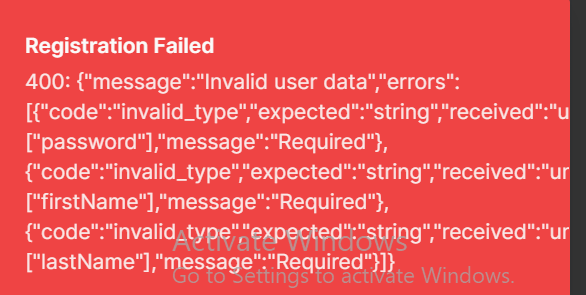 Registration Failed
400: {"message":"Invalid user data","errors":
[{"code":"invalid_type","expected":"string","received":"u
["password"],"message":"Required"},
{"code":"invalid_type","expected":"string","received":"ur
["firstName"],"message":"Required"},
{"code":"invalid_type","expected":"string","received":"ur
["lastName"],"message":"Required"}]}
Activate Windows
Go to Settings to activate Windows.